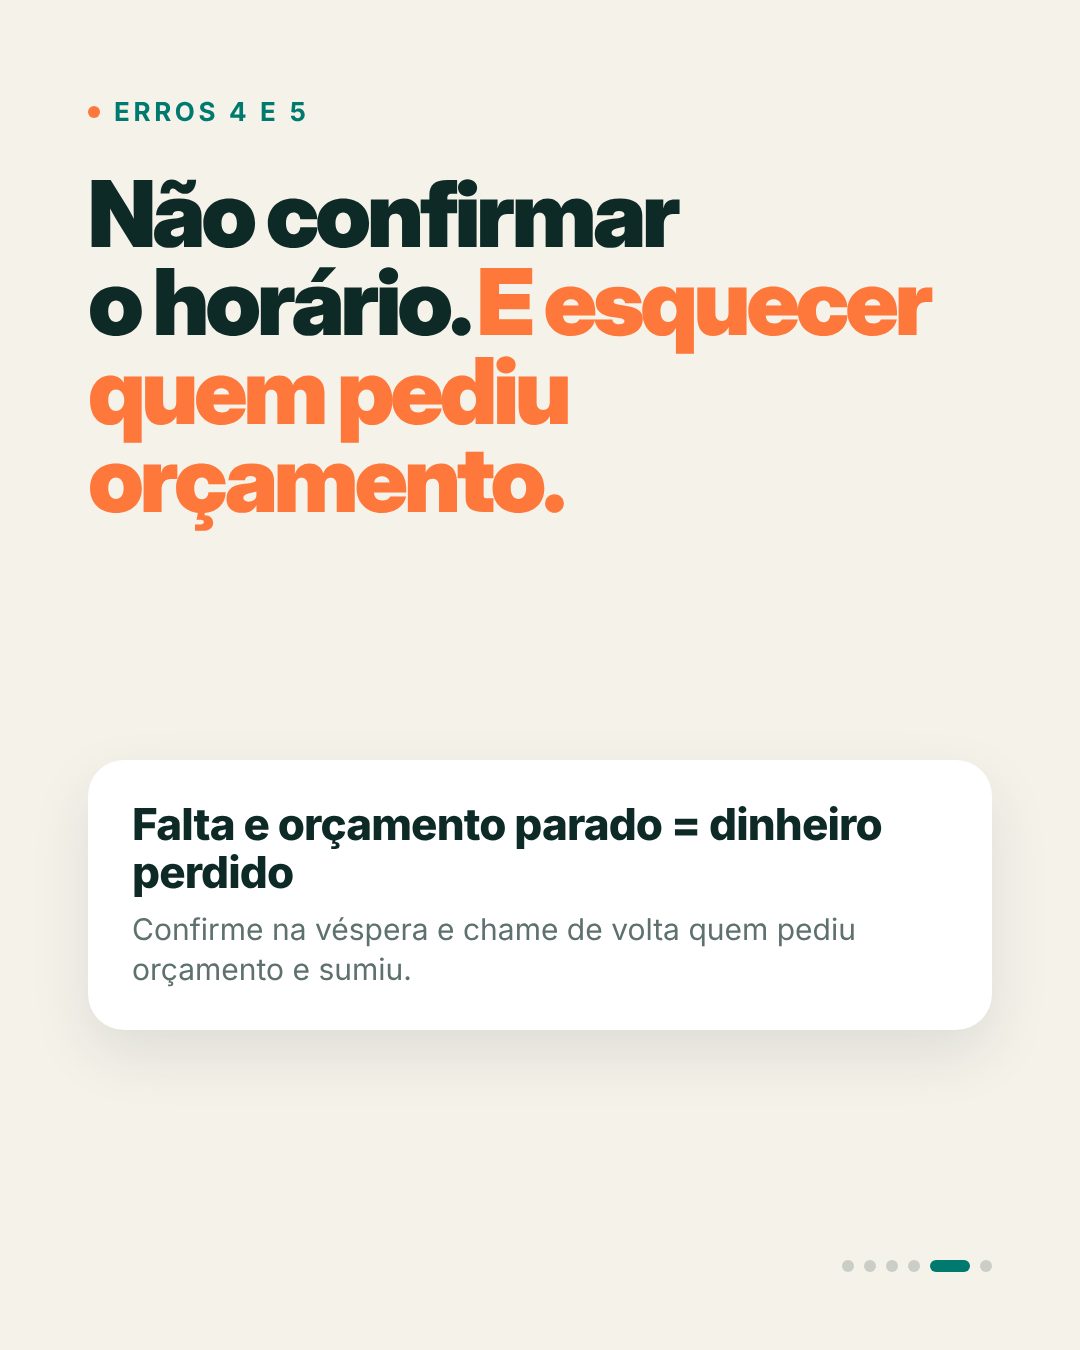 ERROS 4 E 5
Não confirmar
o horário. E esquecer
quem pediu
orçamento.
Falta e orçamento parado = dinheiro
perdido
Confirme na véspera e chame de volta quem pediu
orçamento e sumiu.